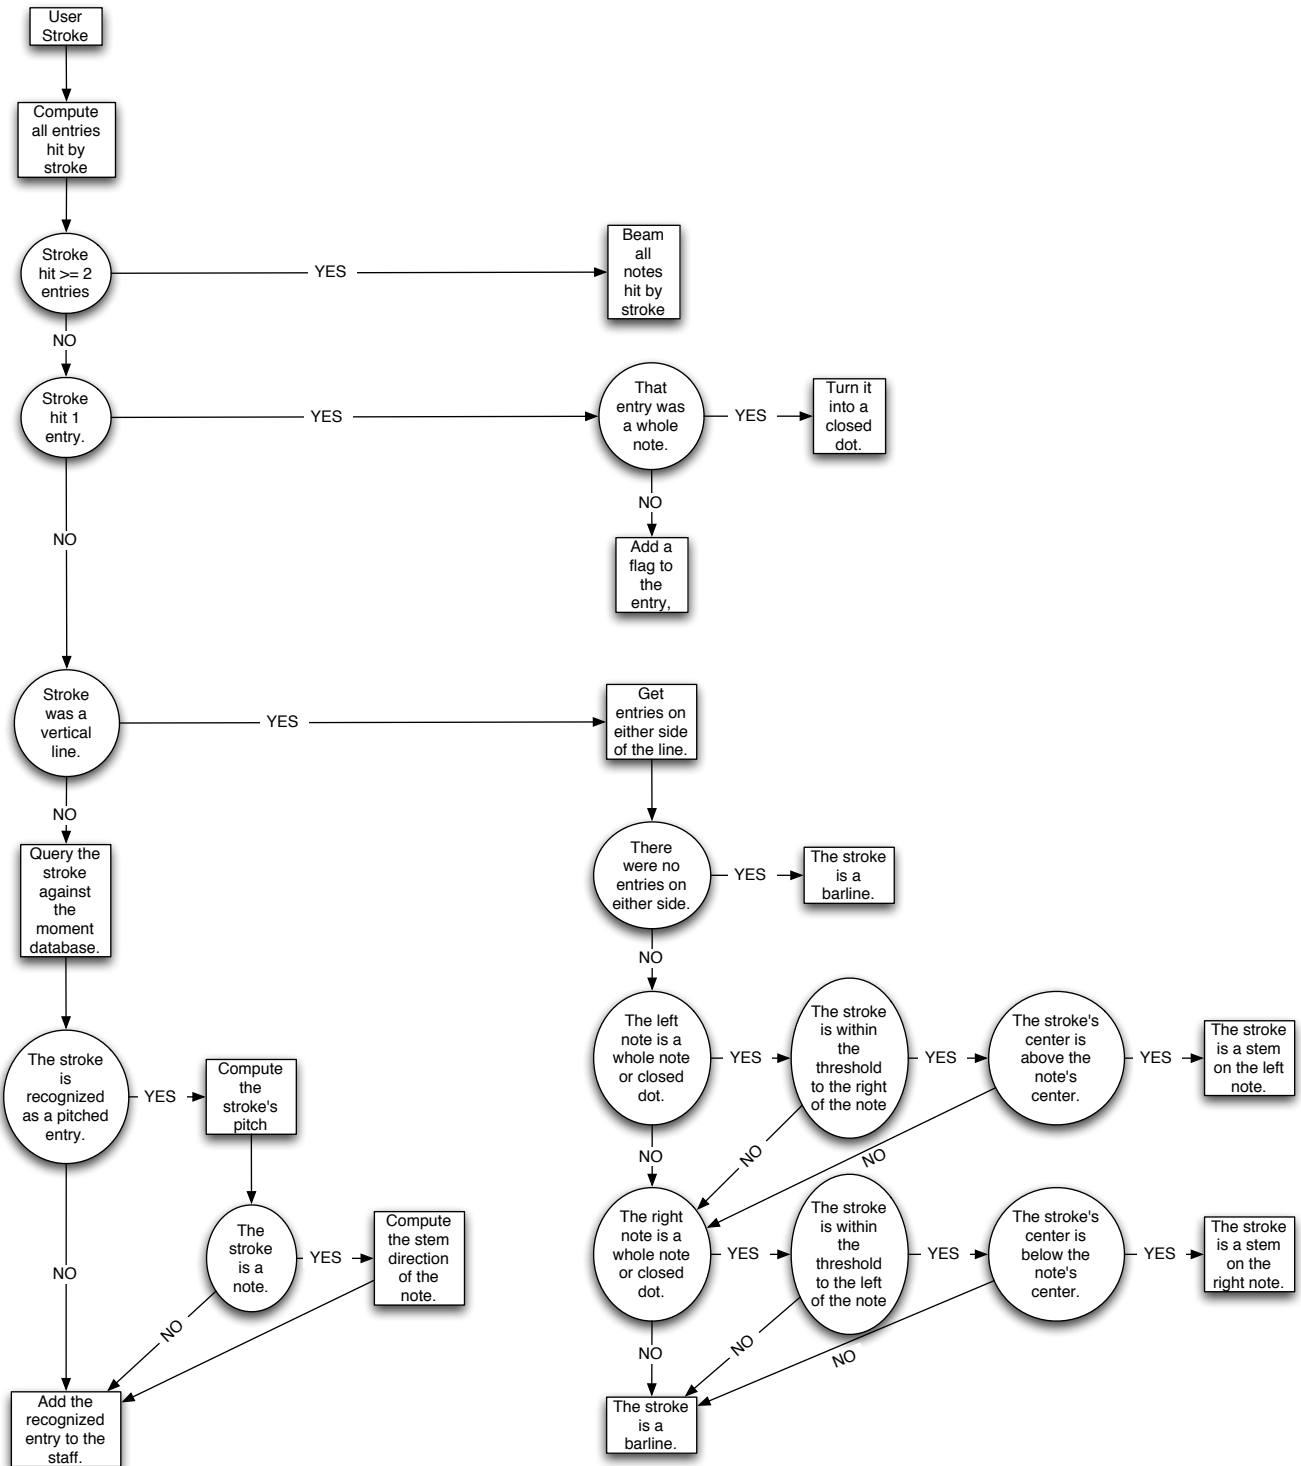 User
Stroke
Compute
all entries
hit by
stroke
Stroke
hit >= 2
entries
YES
Beam
all
notes
hit by
stroke
NO
Stroke
hit 1
entry.
YES
That
entry was
a whole
note.
YES
Turn it
into a
closed
dot.
NO
Add a
flag to
the
entry,
NO
Stroke
was a
vertical
line.
YES
Get
entries on
either side
of the line.
NO
There
were no
entries on
either side.
YES
The stroke
is a
barline.
Query the
stroke
against
the
moment
database.
NO
The left
note is a
whole note
or closed
dot.
YES
The stroke
is within
the
threshold
to the right
of the note
YES
The stroke's
center is
above the
note's
center.
YES
The stroke
is a stem
on the left
note.
The stroke
is
recognized
as a pitched
entry.
YES
Compute
the
stroke's
pitch
NO
NO
NO
The
stroke
is a
note.
YES
Compute
the stem
direction
of the
note.
The right
note is a
whole note
or closed
dot.
YES
The stroke
is within
the
threshold
to the left
of the note
YES
The stroke's
center is
below the
note's
center.
YES
The stroke
is a stem
on the
right note.
NO
NO
NO
NO
NO
Add the
recognized
entry to the
staff.
The stroke
is a
barline.